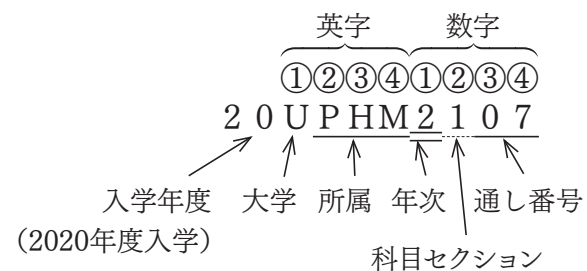 英字 数字
①②③④①②③④
20UPHM2107
入学年度 大学 所属 年次 通し番号
（2020年度入学）
科目セクション